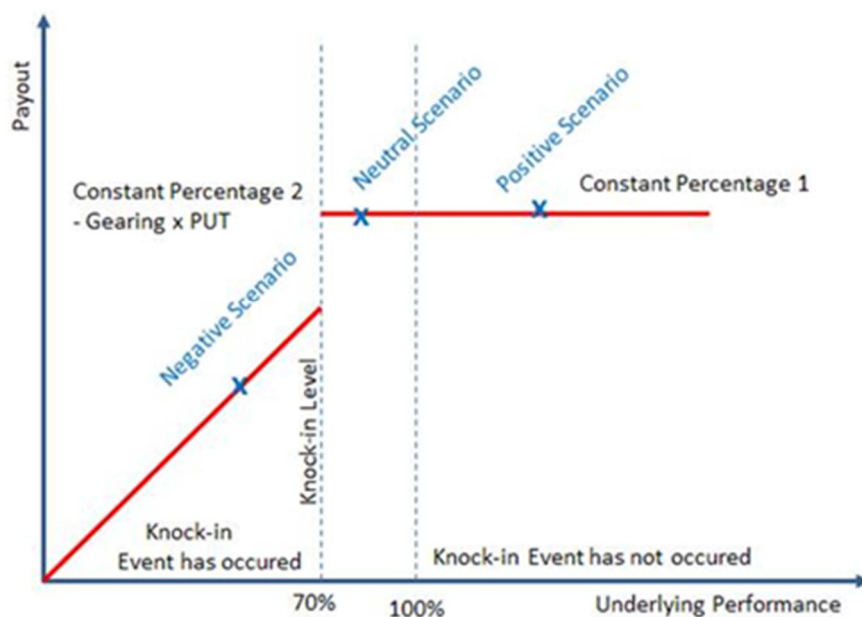 Payout
Neutral Scenario
Positive Scenario
Constant Percentage 2
- Gearing x PUT
Constant Percentage 1
Negative Scenario
X
X
X
Knock-in Level
Knock-in
Event has occured
Knock-in Event has not occured
70%
100%
Underlying Performance